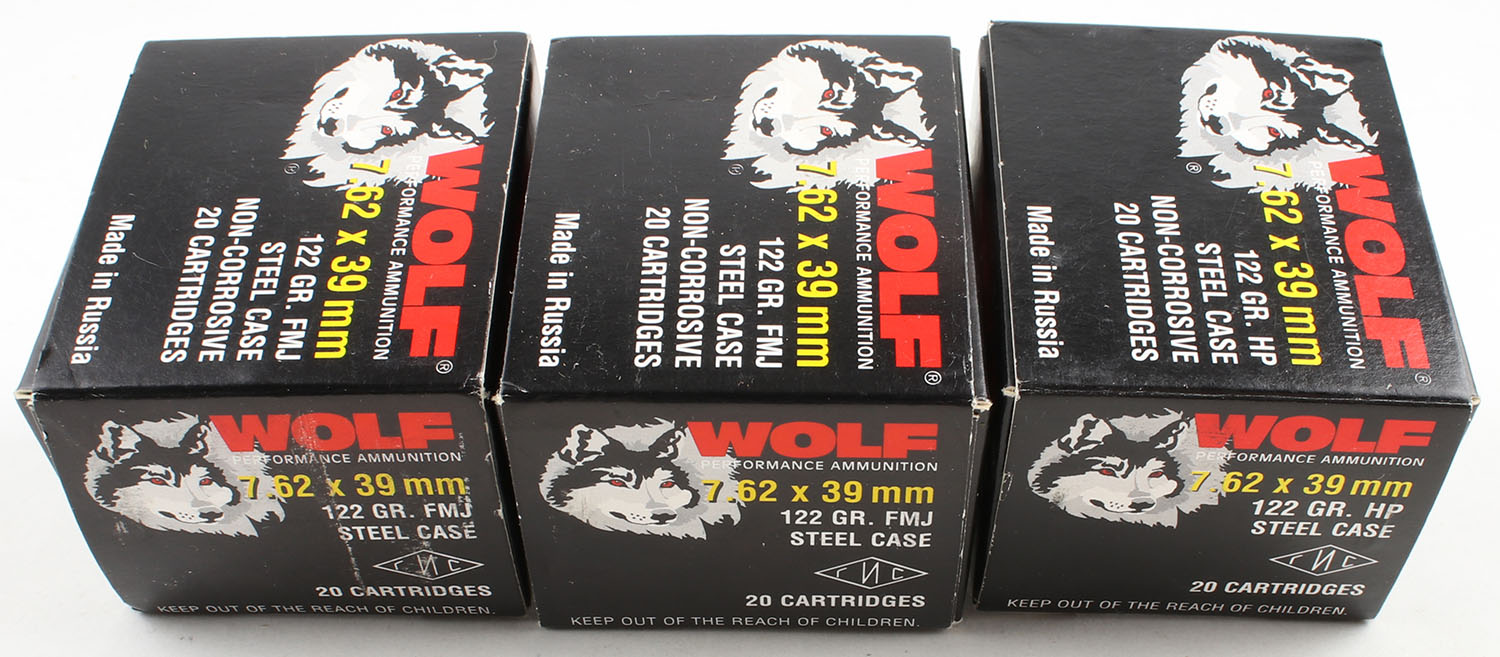 WOLF®
PERFORMANCE AMMUNITION
7.62 x 39 mm
122 GR. FMJ
STEEL CASE
NON-CORROSIVE
20 CARTRIDGES
Made in Russia
®
WOLF
PERFORMANCE AMMUNITION
7.62 x 39 mm
122 GR. FMJ
STEEL CASE
ГИС
20 CARTRIDGES
KEEP OUT OF THE REACH OF CHILDREN.
WOLF®
PERFORMANCE AMMUNITION
7.62 x 39 mm
122 GR. FMJ
STEEL CASE
NON-CORROSIVE
20 CARTRIDGES
Made in Russia
®
WOLF
PERFORMANCE AMMUNITION
7.62 x 39 mm
122 GR. FMJ
STEEL CASE
ГИС
20 CARTRIDGES
KEEP OUT OF THE REACH OF CHILDREN.
WOLF®
PERFORMANCE AMMUNITION
7.62 x 39 mm
122 GR. HP
STEEL CASE
NON-CORROSIVE
20 CARTRIDGES
Made in Russia
®
WOLF
PERFORMANCE AMMUNITION
7.62 x 39 mm
122 GR. HP
STEEL CASE
ГИС
20 CARTRIDGES
KEEP OUT OF THE REACH OF CHILDREN.